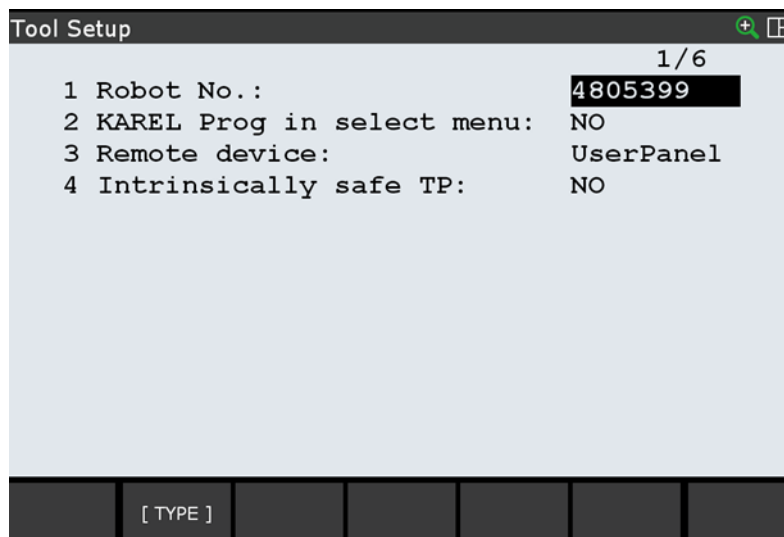 Tool Setup
1/6
1 Robot No.: 4805399
2 KAREL Prog in select menu: NO
3 Remote device: UserPanel
4 Intrinsically safe TP: NO
[ TYPE ]